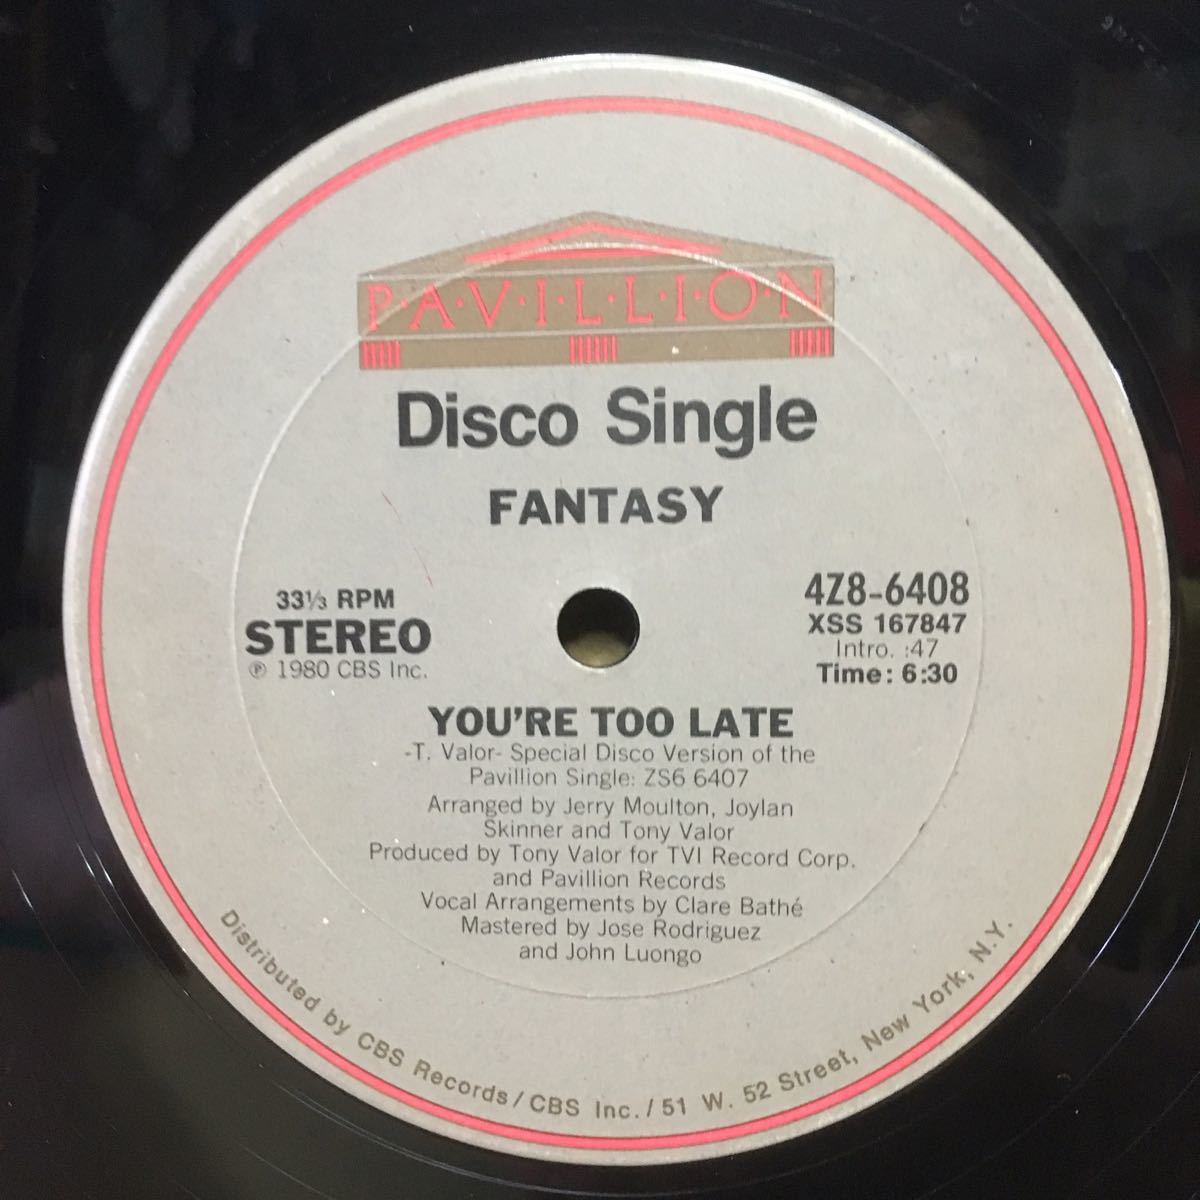 P·A·V·I·L·L·I·O·N
Disco Single
FANTASY
33⅓ RPM
STEREO
℗ 1980 CBS Inc.
4Z8-6408
XSS 167847
Intro. :47
Time: 6:30
YOU'RE TOO LATE
-T. Valor- Special Disco Version of the
Pavillion Single: ZS6 6407
Arranged by Jerry Moulton, Joylan
Skinner and Tony Valor
Produced by Tony Valor for TVI Record Corp.
and Pavillion Records
Vocal Arrangements by Clare Bathé
Mastered by Jose Rodriguez
and John Luongo
Distributed by CBS Records/CBS Inc./51 W. 52 Street, New York, N.Y.